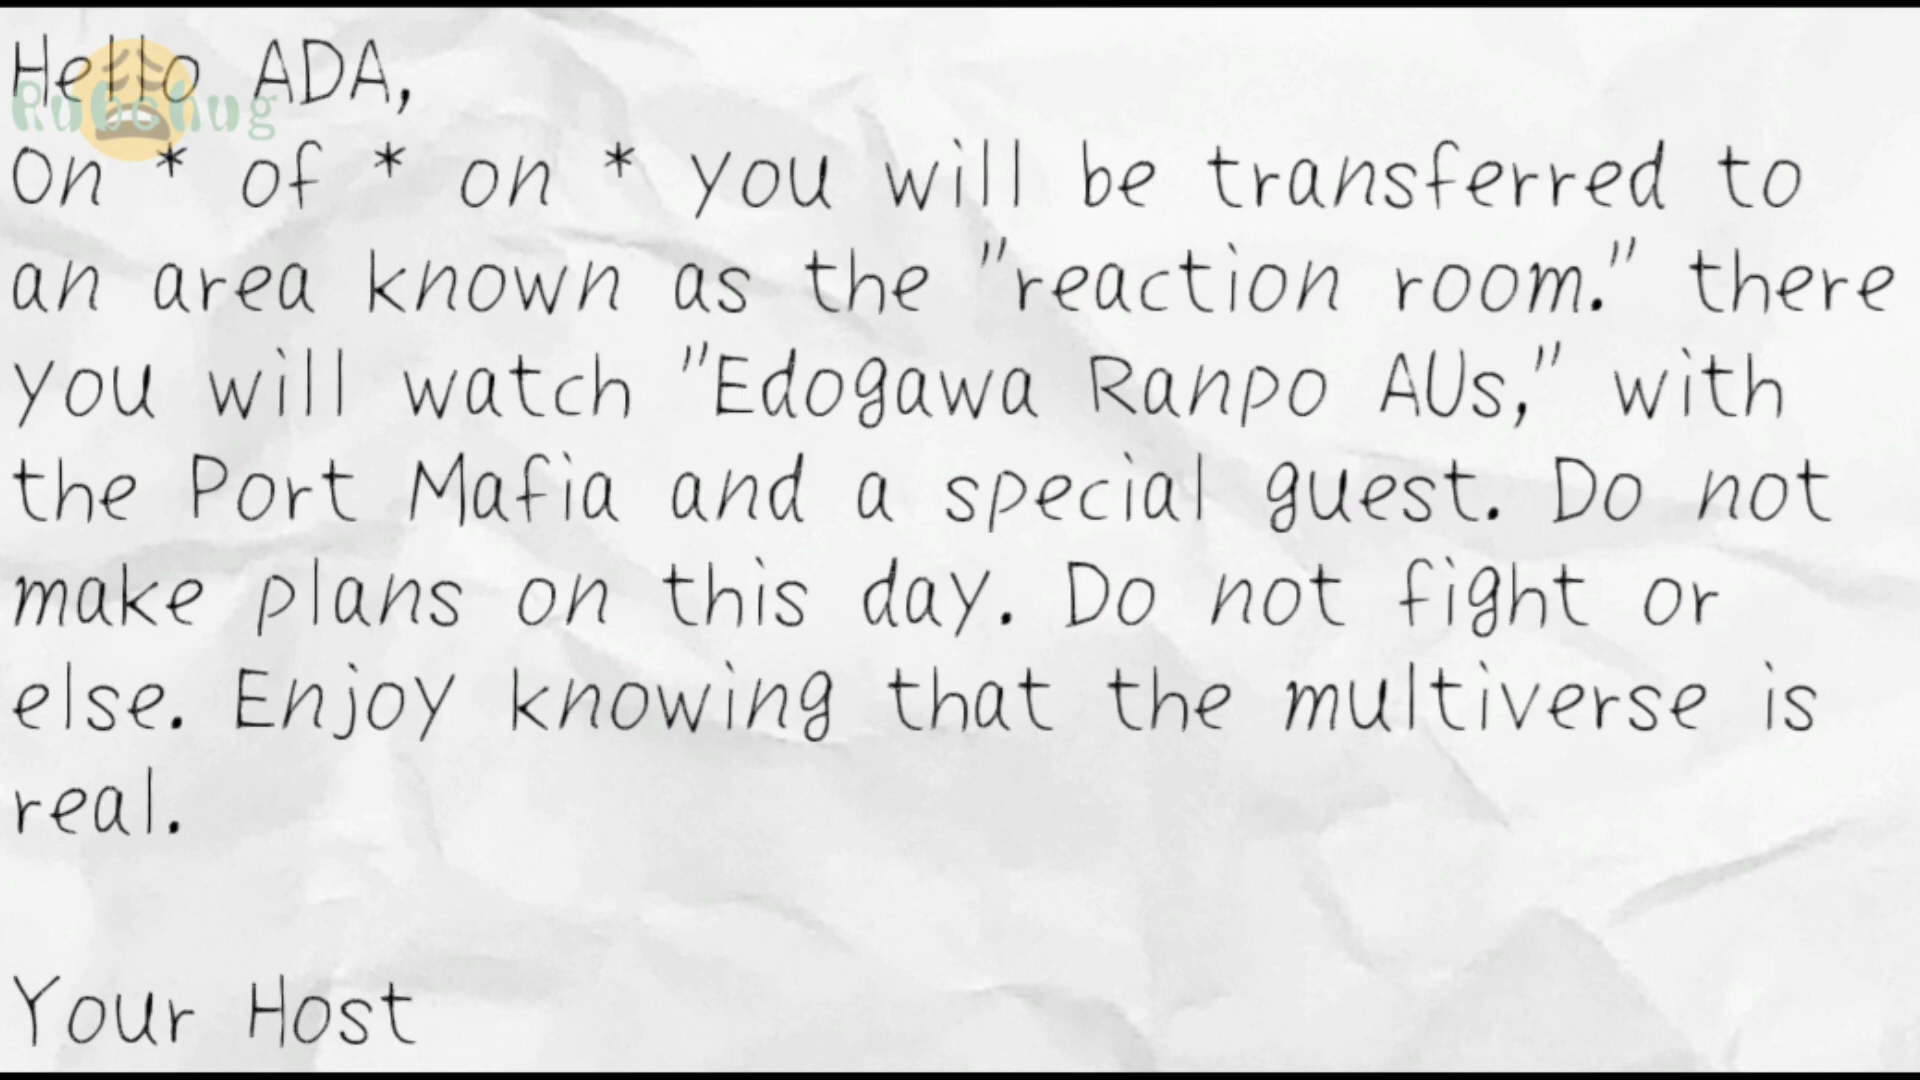 Hello ADA,
Rubchug
On * of * on * you will be transferred to
an area known as the "reaction room." there
you will watch "Edogawa Ranpo AUs," with
the Port Mafia and a special guest. Do not
make plans on this day. Do not fight or
else. Enjoy knowing that the multiverse is
real.
Your Host